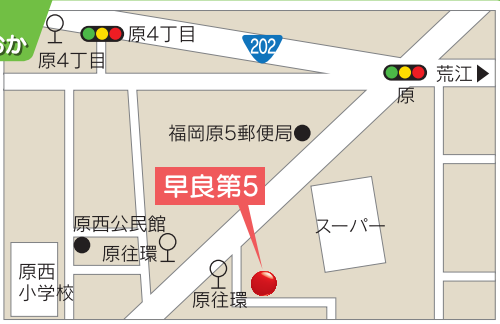 らか
原4丁目
原4丁目
202
荒江
原
福岡原5郵便局
早良第5
スーパー
原西公民館
原往環
原往環
原西
小学校